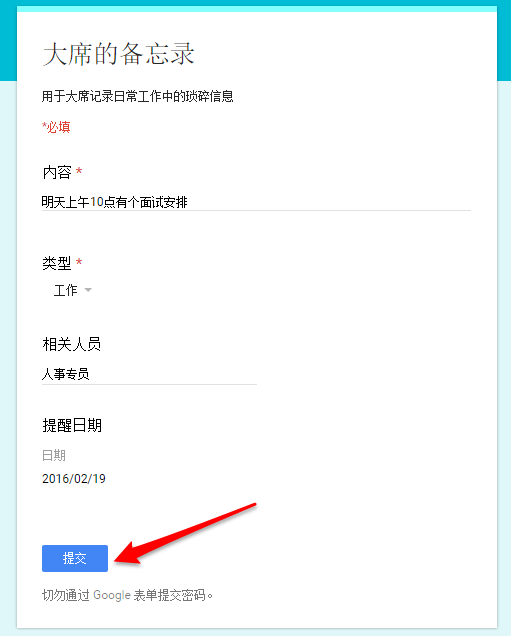 大席的备忘录
用于大席记录日常工作中的琐碎信息
*必填
内容 *
明天上午10点有个面试安排
类型 *
工作
相关人员
人事专员
提醒日期
日期
2016/02/19
提交
切勿通过 Google 表单提交密码。